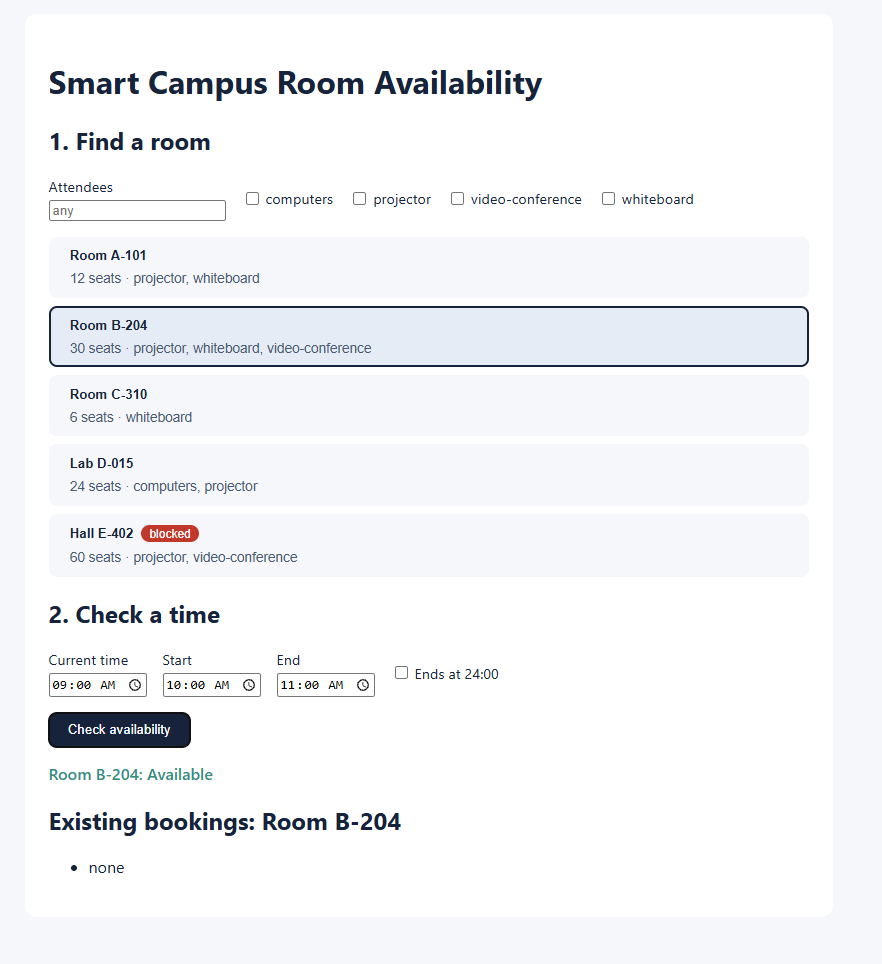 Smart Campus Room Availability
1. Find a room
Attendees
any
computers
projector
video-conference
whiteboard
Room A-101
12 seats · projector, whiteboard
Room B-204
30 seats · projector, whiteboard, video-conference
Room C-310
6 seats · whiteboard
Lab D-015
24 seats · computers, projector
Hall E-402 blocked
60 seats · projector, video-conference
2. Check a time
Current time
Start
End
09:00 AM
10:00 AM
11:00 AM
Ends at 24:00
Check availability
Room B-204: Available
Existing bookings: Room B-204
• none